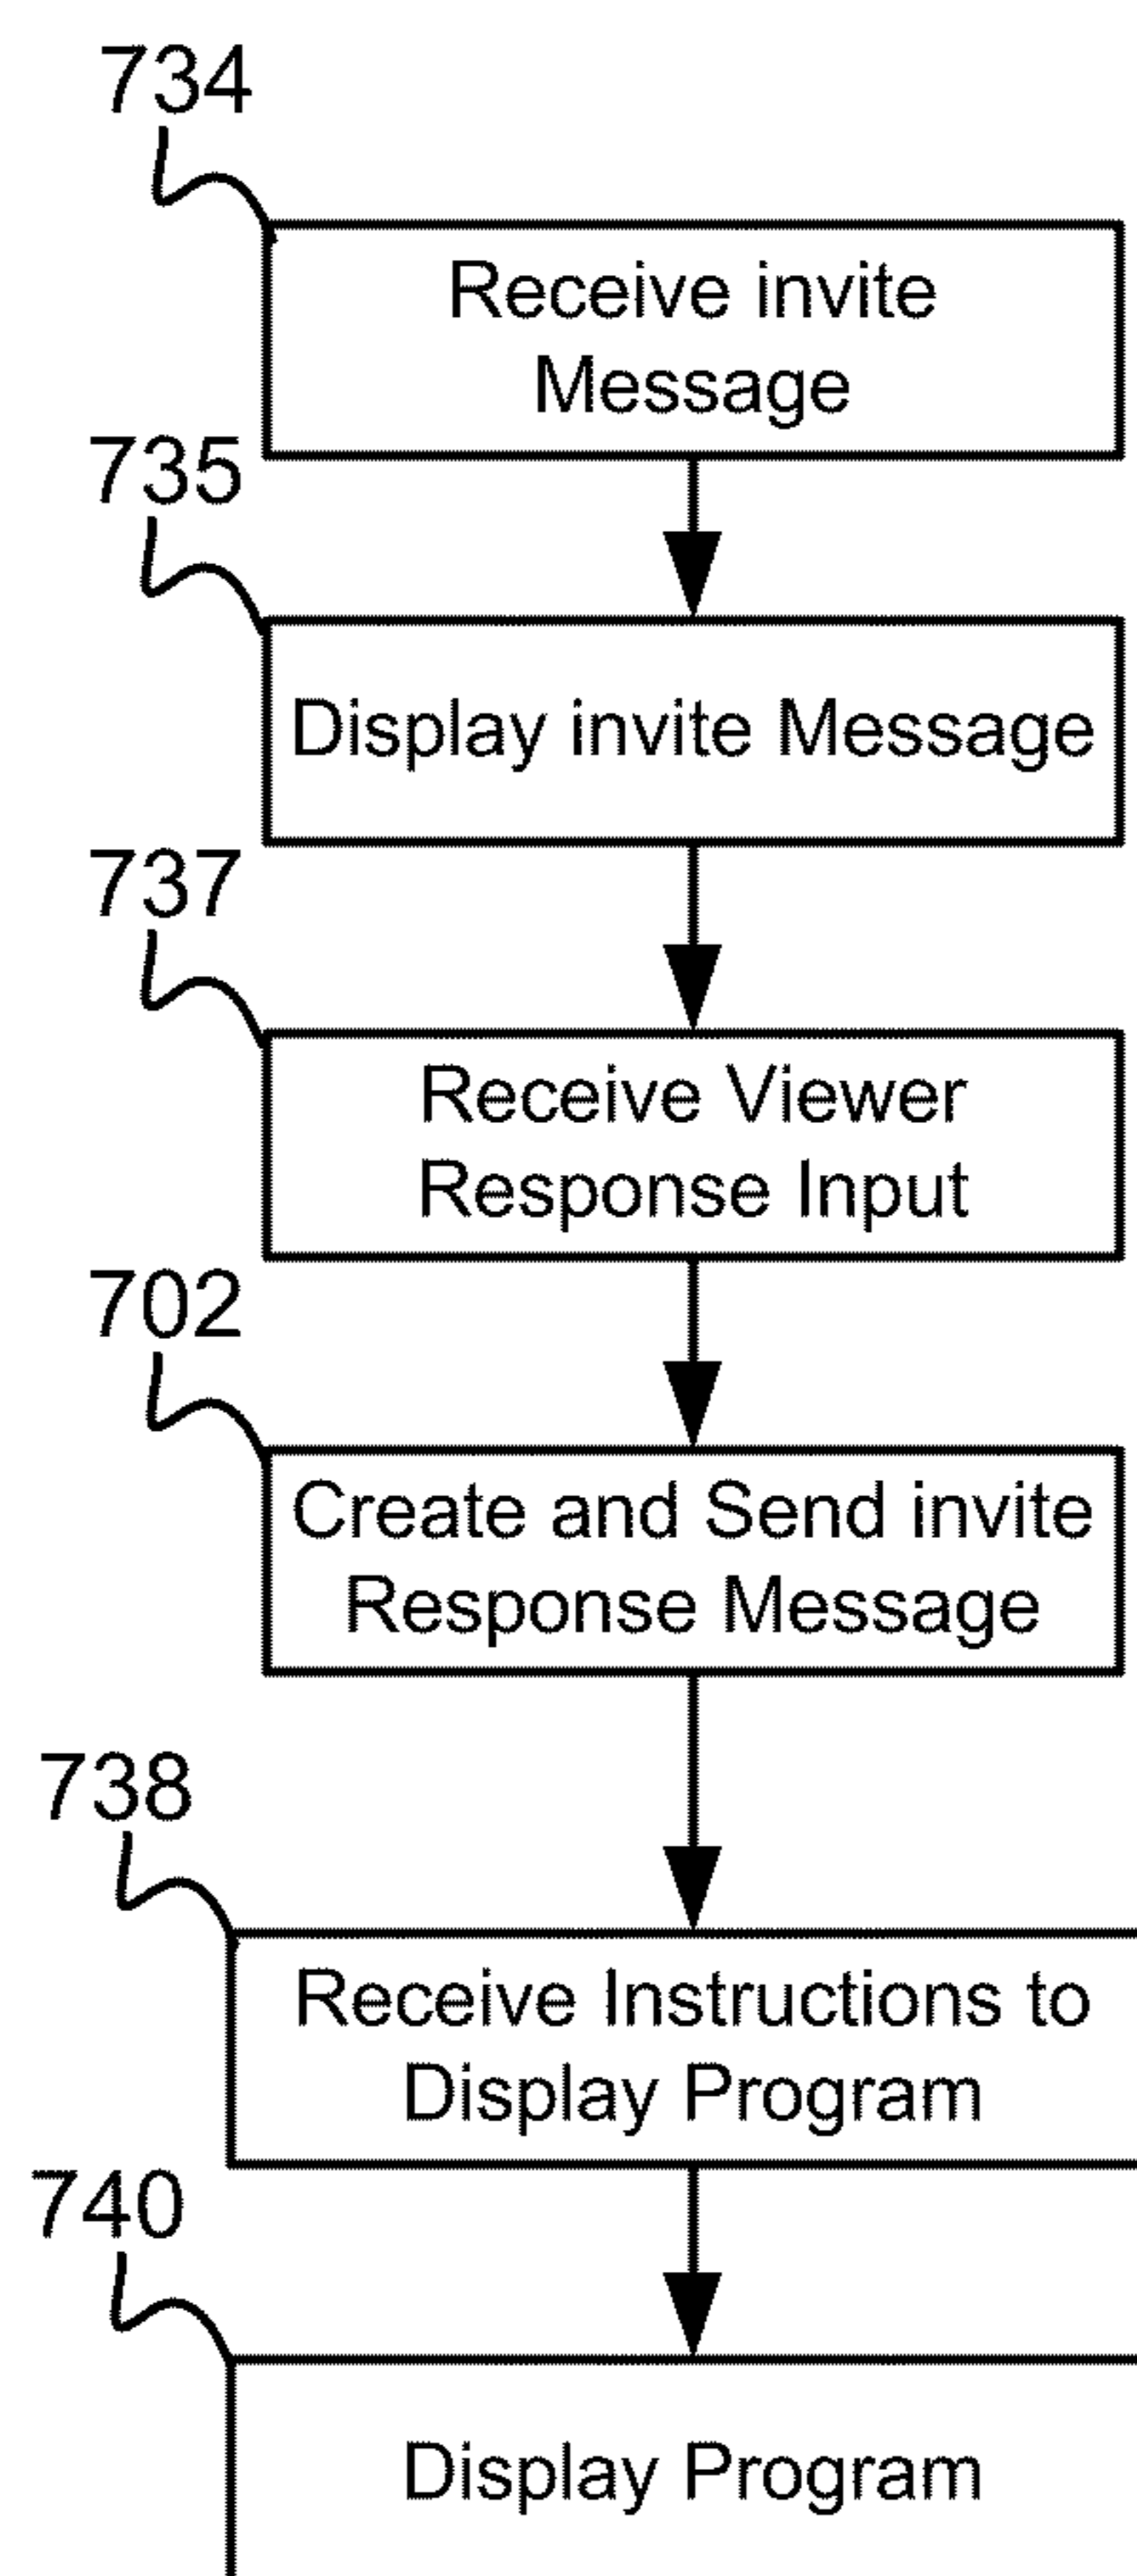 734
Receive invite
Message
735
Display invite Message
737
Receive Viewer
Response Input
702
Create and Send invite
Response Message
738
Receive Instructions to
Display Program
740
Display Program